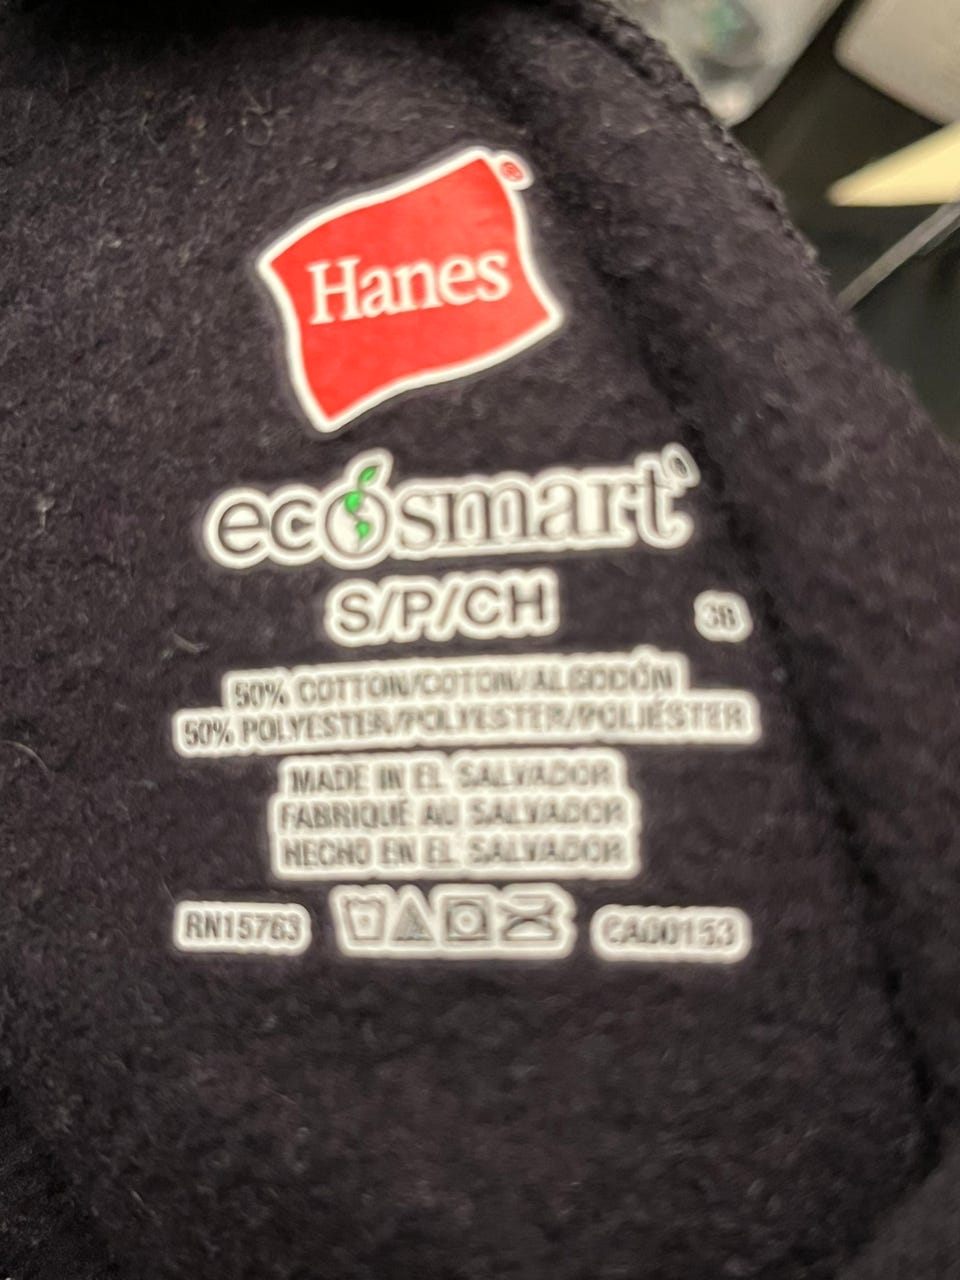 Hanes®
ecosmart®
S/P/CH
50% COTTON/COTON/ALGODÓN
50% POLYESTER/POLYESTER/POLIÉSTER
MADE IN EL SALVADOR
FABRIQUÉ AU SALVADOR
HECHO EN EL SALVADOR
RN15763 CA00153